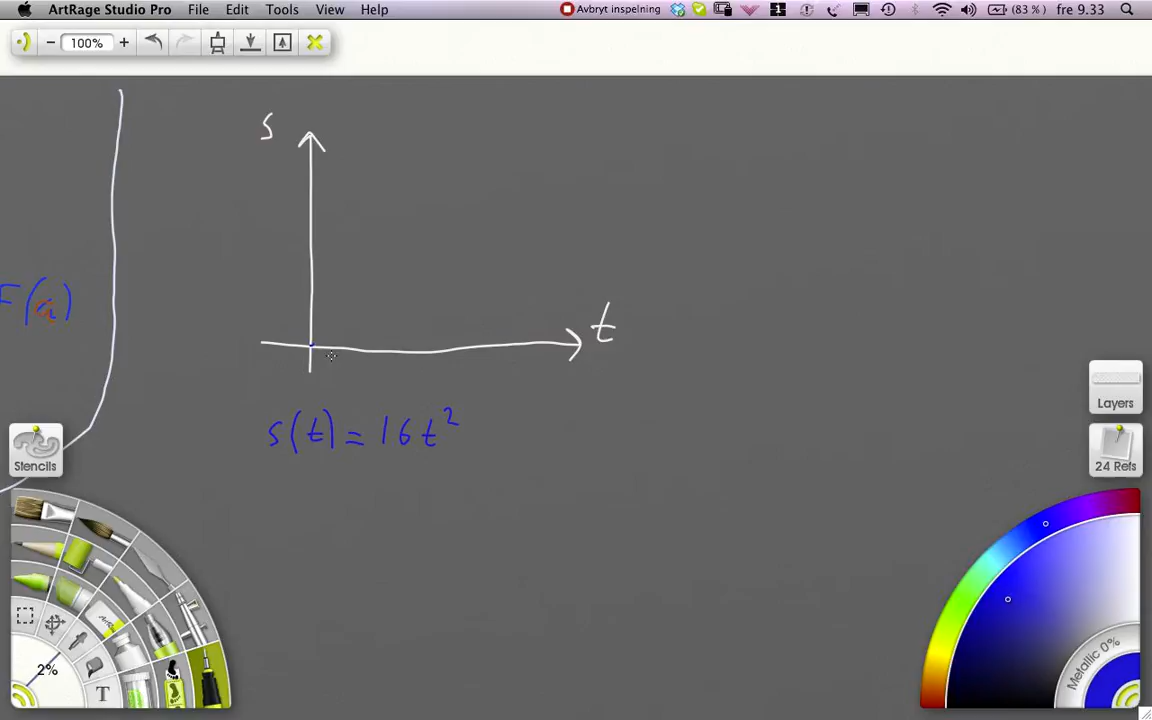 ArtRage Studio Pro File Edit Tools View Help Avbryt inspelning 1 (83 %) fre 9.33
100%
s
t
F(a)
s(t) = 16t²
Layers
Stencils
24 Refs
2%
T
Metallic 0%